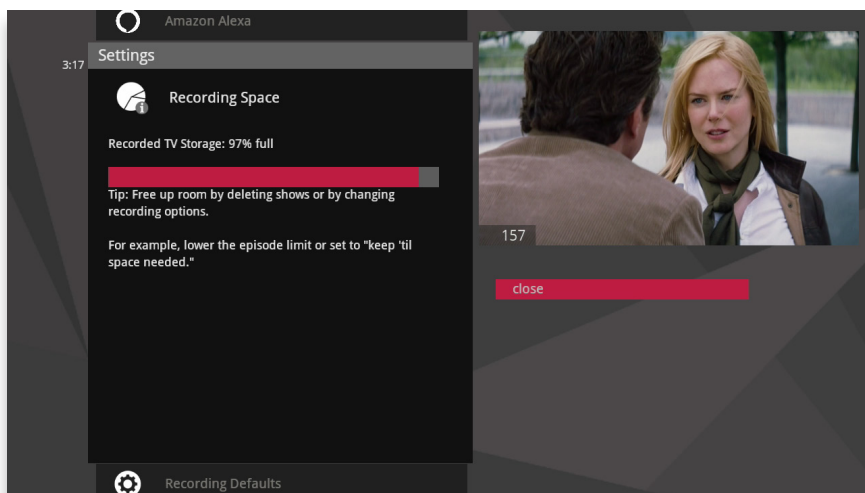 Amazon Alexa
3:17
Settings
Recording Space
Recorded TV Storage: 97% full
Tip: Free up room by deleting shows or by changing
recording options.
For example, lower the episode limit or set to "keep 'til
space needed."
157
close
Recording Defaults